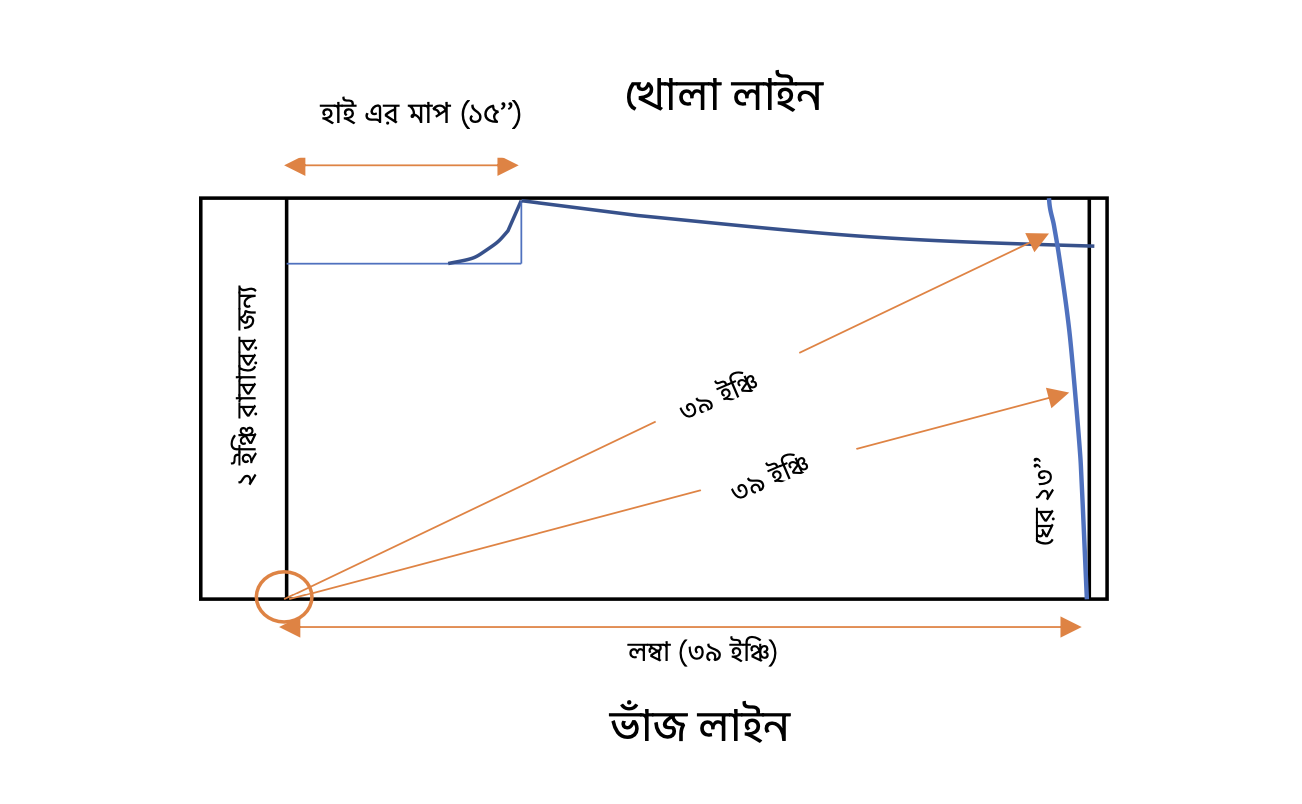 খোলা লাইন
হাই এর মাপ (১৫”)
২ ইঞ্চি রাবারের জন্য
৩৯ ইঞ্চি
৩৯ ইঞ্চি
ঘের ২৩”
লম্বা (৩৯ ইঞ্চি)
ভাঁজ লাইন